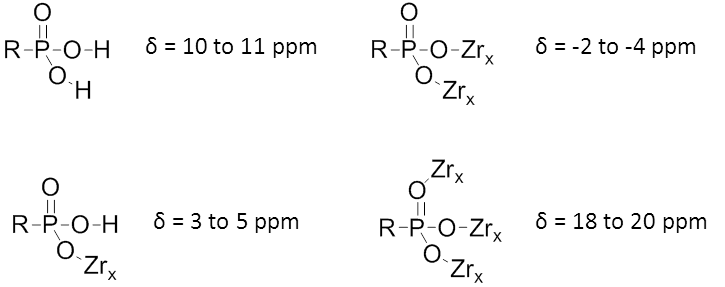 O
R-P-O-H
O
H
δ = 10 to 11 ppm
O
R-P-O-Zrx
O
Zrx
δ = -2 to -4 ppm
O
R-P-O-H
O
Zrx
δ = 3 to 5 ppm
Zrx
O
R-P-O-Zrx
O
Zrx
δ = 18 to 20 ppm